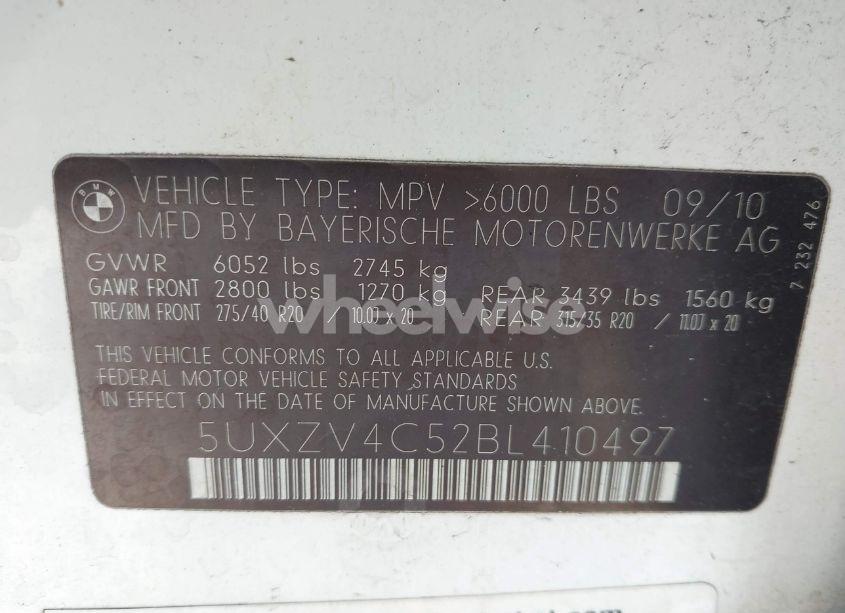 BMW
VEHICLE TYPE: MPV >6000 LBS 09/10
MFD BY BAYERISCHE MOTORENWERKE AG
GVWR 6052 lbs 2745 kg
GAWR FRONT 2800 lbs 1270 kg REAR 3439 lbs 1560 kg
TIRE/RIM FRONT 275/40 R20 / 10.0J x 20 REAR 315/35 R20 / 11.0J x 20
THIS VEHICLE CONFORMS TO ALL APPLICABLE U.S.
FEDERAL MOTOR VEHICLE SAFETY STANDARDS
IN EFFECT ON THE DATE OF MANUFACTURE SHOWN ABOVE.
5UXZV4C52BL410497
7 232 476
wheelwise